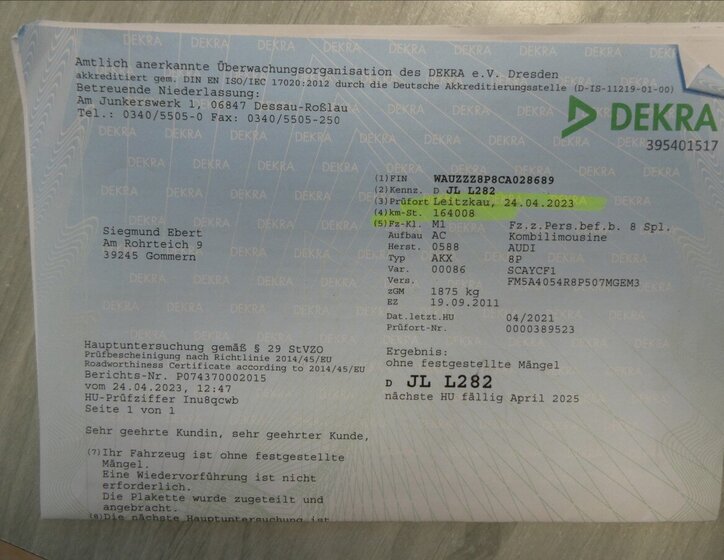 Amtlich anerkannte Überwachungsorganisation des DEKRA e.V. Dresden
akkreditiert gem. DIN EN ISO/IEC 17020:2012 durch die Deutsche Akkreditierungsstelle (D-IS-11219-01-00)
Betreuende Niederlassung:
Am Junkerswerk 1, 06847 Dessau-Roßlau
Tel.: 0340/5505-0 Fax: 0340/5505-250
DEKRA
395401517
(1) FIN WAUZZZ8P8CA028689
(2) Kennz. D JL L282
(3) Prüfort Leitzkau, 24.04.2023
(4) km-St. 164008
(5) Fz-Kl. M1 Fz.z.Pers.bef.b. 8 Spl.
Aufbau AC Kombilimousine
Herst. 0588 AUDI
Typ AKX 8P
Var. 00086 SCAYCF1
Vers. FM5A4054R8P507MGEM3
zGM 1875 kg
EZ 19.09.2011
Dat.letzt.HU 04/2021
Prüfort-Nr. 0000389523
Siegmund Ebert
Am Rohrteich 9
39245 Gommern
Hauptuntersuchung gemäß § 29 StVZO
Prüfbescheinigung nach Richtlinie 2014/45/EU
Roadworthiness Certificate according to 2014/45/EU
Berichts-Nr. P074370002015
vom 24.04.2023, 12:47
HU-Prüfziffer Inu8qcwb
Seite 1 von 1
Ergebnis:
ohne festgestellte Mängel
D JL L282
nächste HU fällig April 2025
Sehr geehrte Kundin, sehr geehrter Kunde,
(7) Ihr Fahrzeug ist ohne festgestellte
Mängel.
Eine Wiedervorführung ist nicht
erforderlich.
Die Plakette wurde zugeteilt und
angebracht.
(8) Die nächste Hauptuntersuchung ist